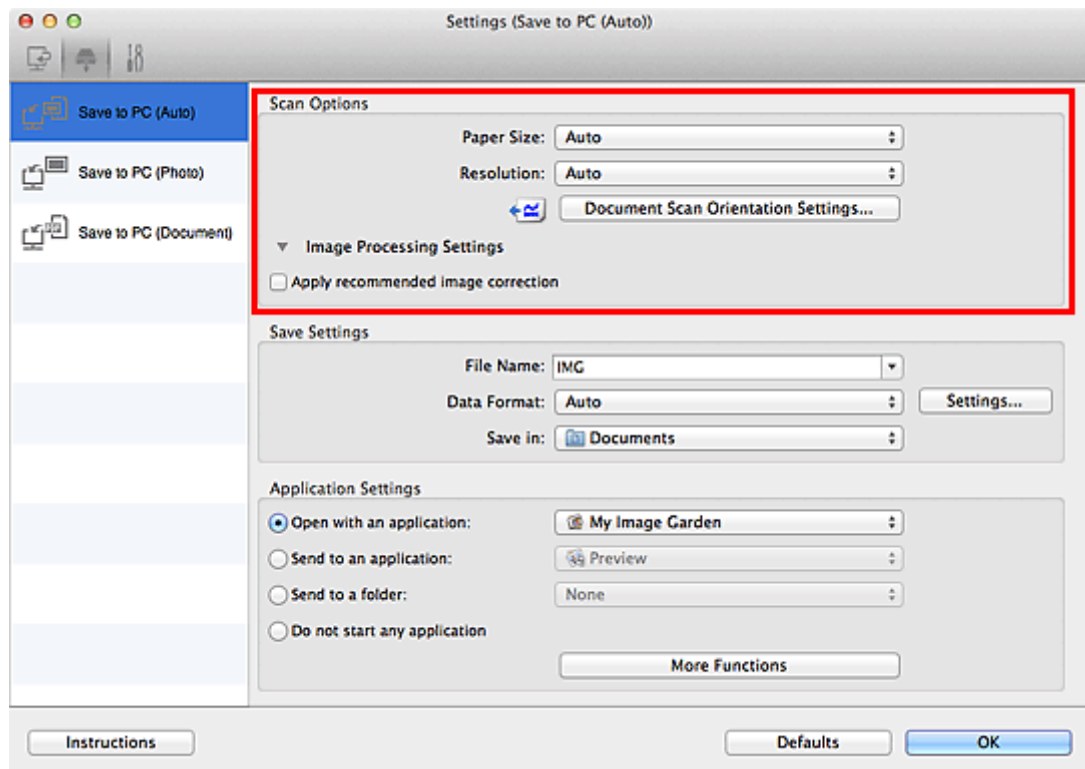 Settings (Save to PC (Auto))
Save to PC (Auto)
Save to PC (Photo)
Save to PC (Document)
Scan Options
Paper Size: Auto
Resolution: Auto
Document Scan Orientation Settings...
Image Processing Settings
Apply recommended image correction
Save Settings
File Name: IMG
Data Format: Auto Settings...
Save in: Documents
Application Settings
Open with an application: My Image Garden
Send to an application: Preview
Send to a folder: None
Do not start any application
More Functions
Instructions Defaults OK